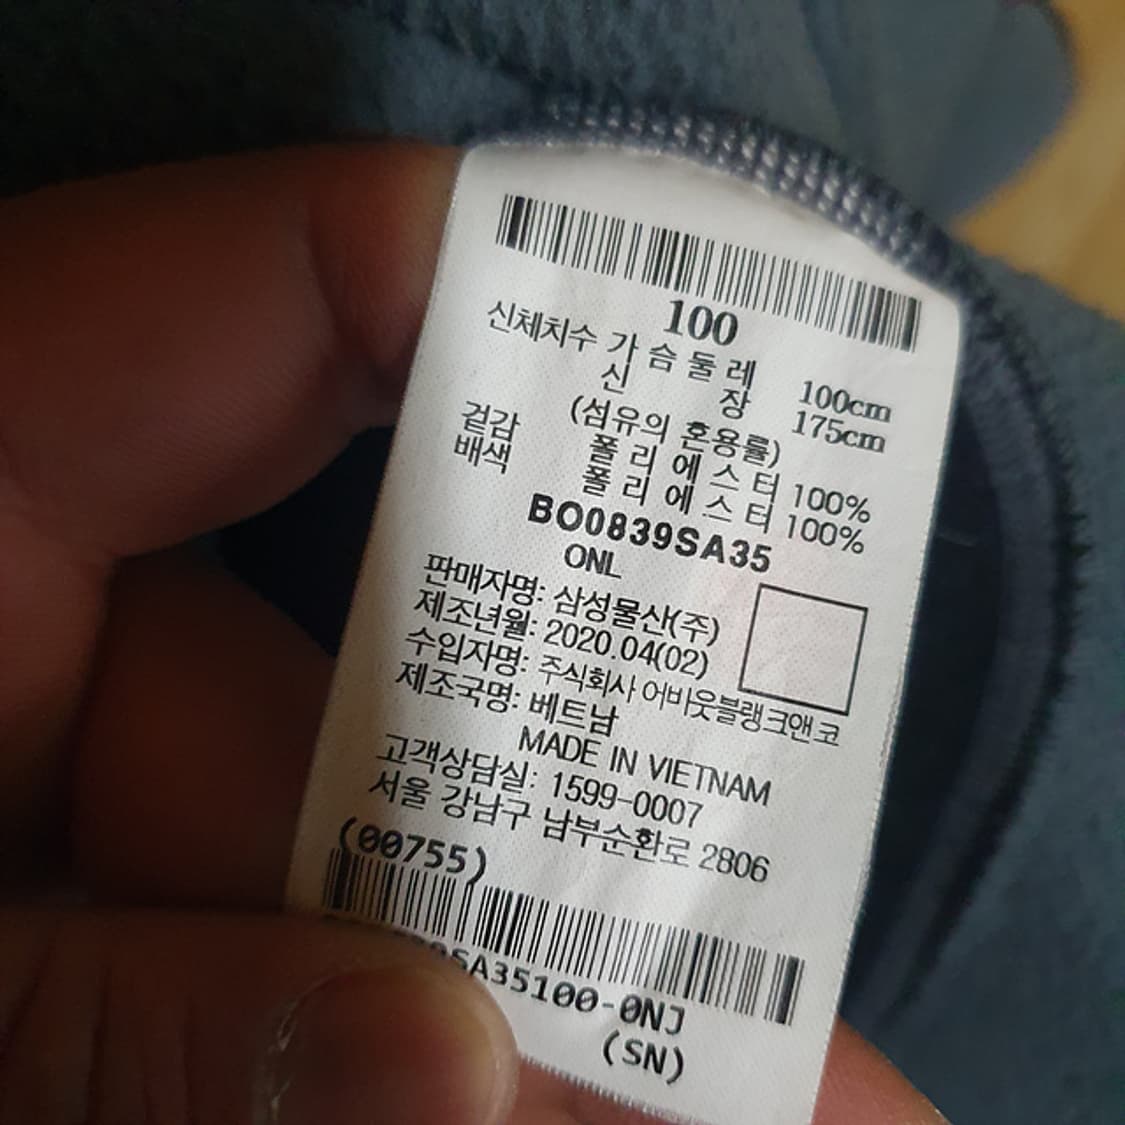 100
신체치수 가슴둘레 100cm
신 장 175cm
(섬유의 혼용률)
겉감 폴리에스터 100%
배색 폴리에스터 100%
BO0839SA35
ONL
판매자명: 삼성물산(주)
제조년월: 2020.04(02)
수입자명: 주식회사 어바웃블랭크앤코
제조국명: 베트남
MADE IN VIETNAM
고객상담실: 1599-0007
서울 강남구 남부순환로 2806
(00755)
SA35100-0NJ
(SN)